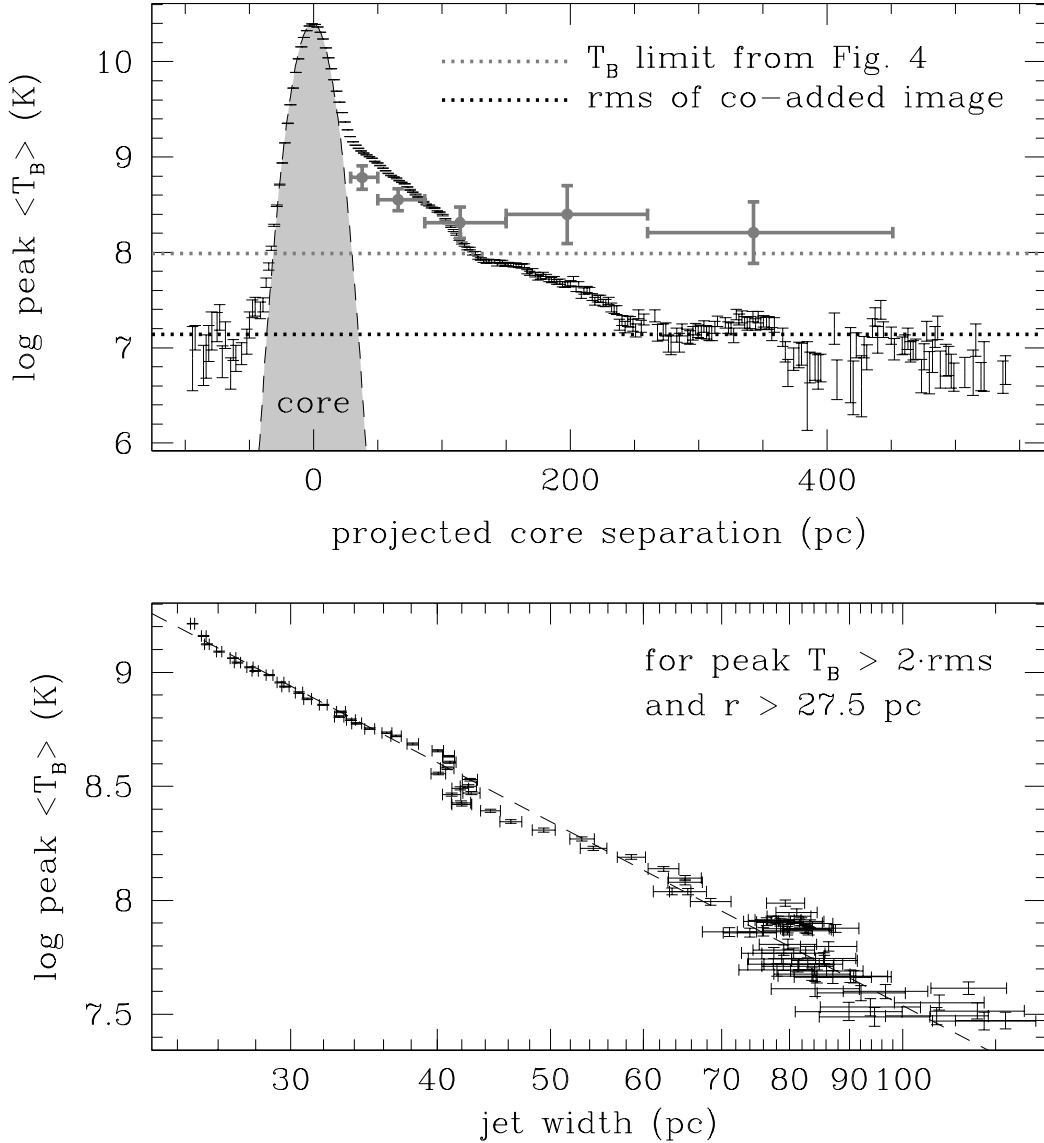 log peak <T_B> (K)
10
9
8
7
6
T_B limit from Fig. 4
rms of co-added image
core
0
200
400
projected core separation (pc)
log peak <T_B> (K)
9
8.5
8
7.5
for peak T_B > 2·rms
and r > 27.5 pc
30
40
50
60
70
80
90
100
jet width (pc)